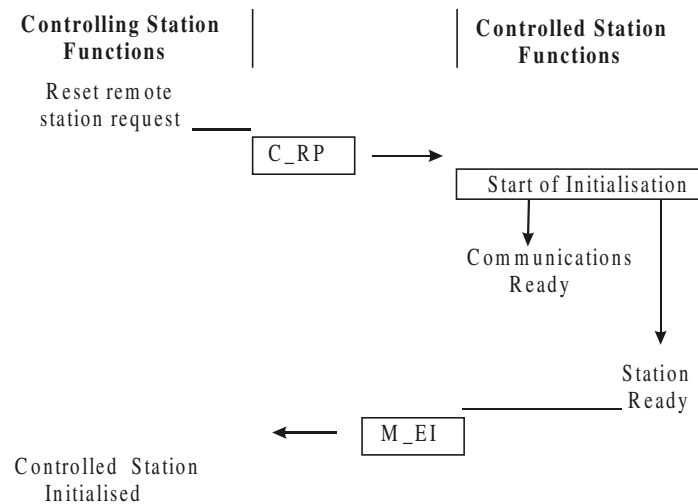 Controlling Station
Functions
Controlled Station
Functions
Reset remote
station request
C_RP
Start of Initialisation
Communications
Ready
Station
Ready
M_EI
Controlled Station
Initialised